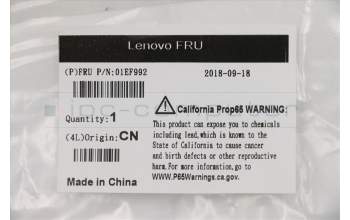 Lenovo FRU
(P)FRU P/N:01EF992
2018-09-18
Quantity:1
(4L)Origin:CN
Made in China
California Prop65 WARNING:
This product can expose you to chemicals
including lead,which are known to the
State of California to cause cancer
and birth defects or other reproductive
harm. For more information go to
www.P65Warnings.ca.gov.